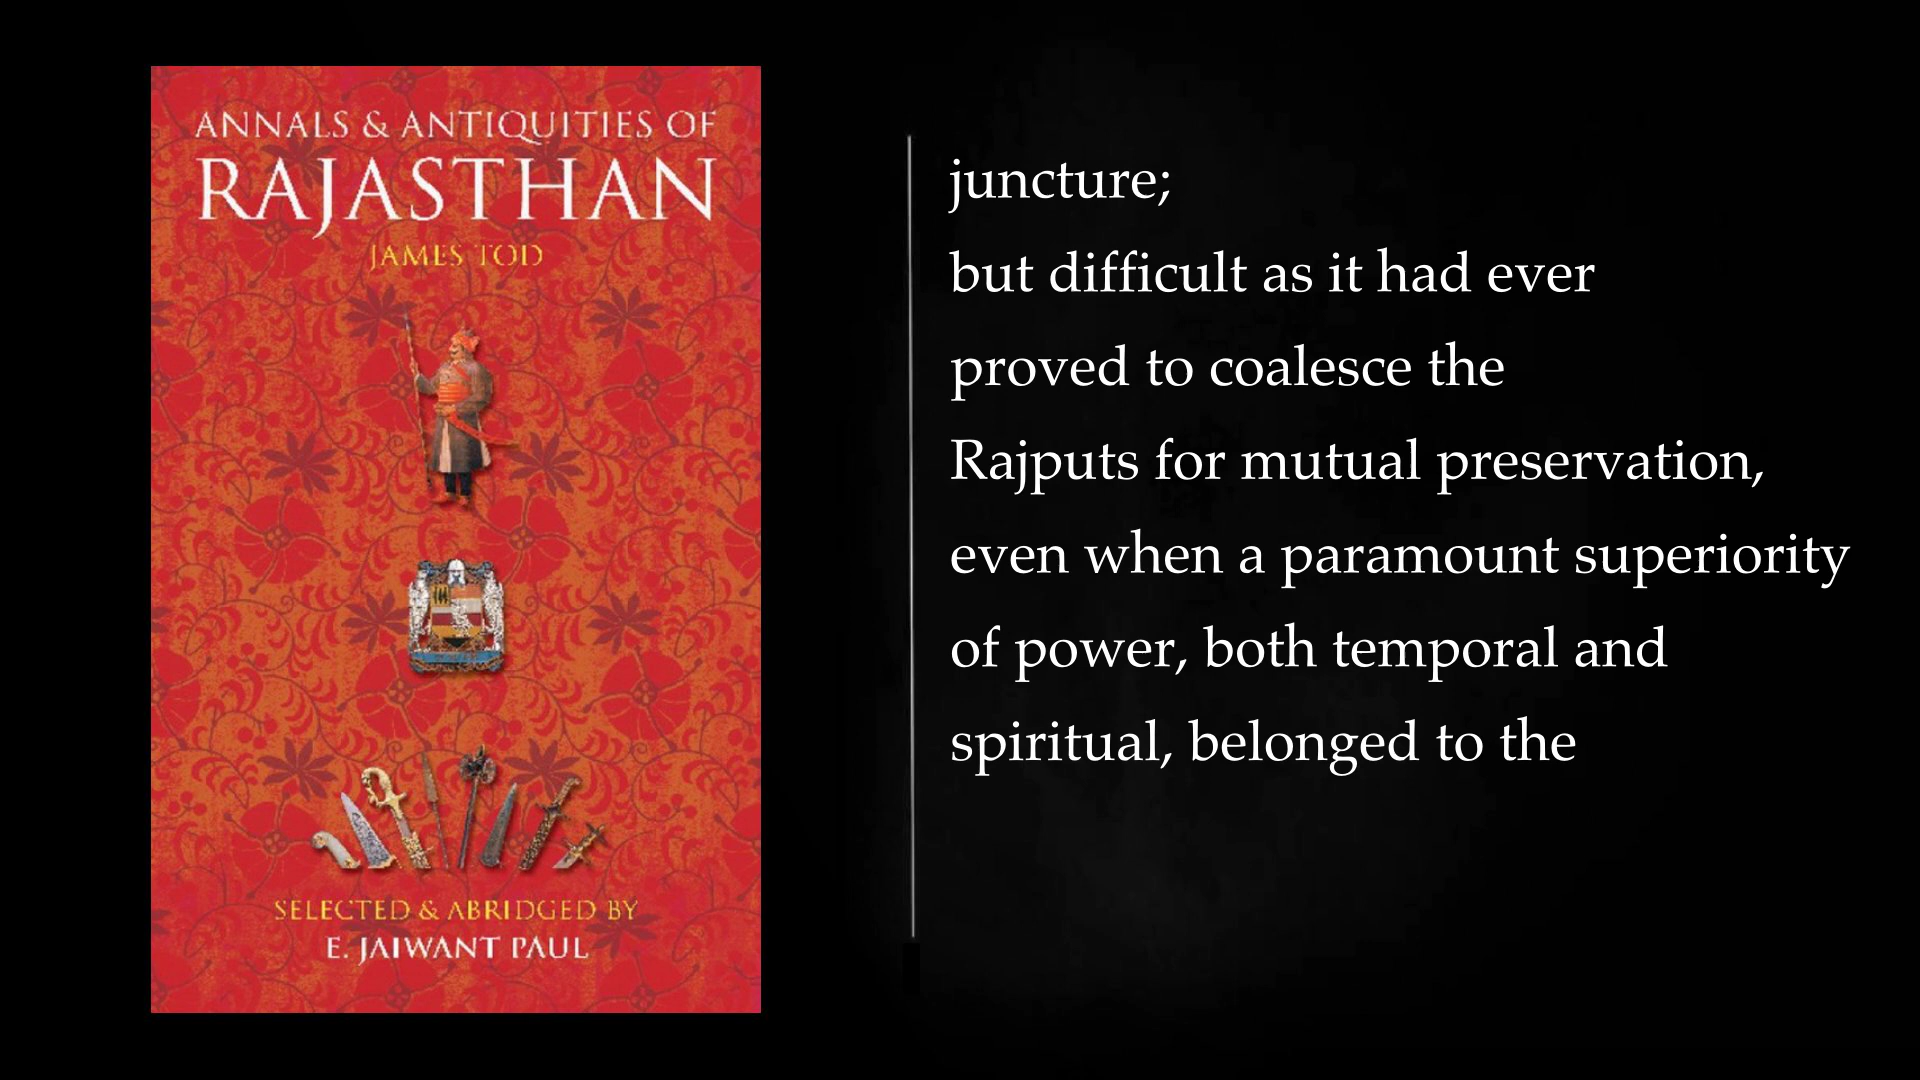 ANNALS & ANTIQUITIES OF
RAJASTHAN
JAMES TOD
SELECTED & ABRIDGED BY
E. JAIWANT PAUL
juncture;
but difficult as it had ever
proved to coalesce the
Rajputs for mutual preservation,
even when a paramount superiority
of power, both temporal and
spiritual, belonged to the